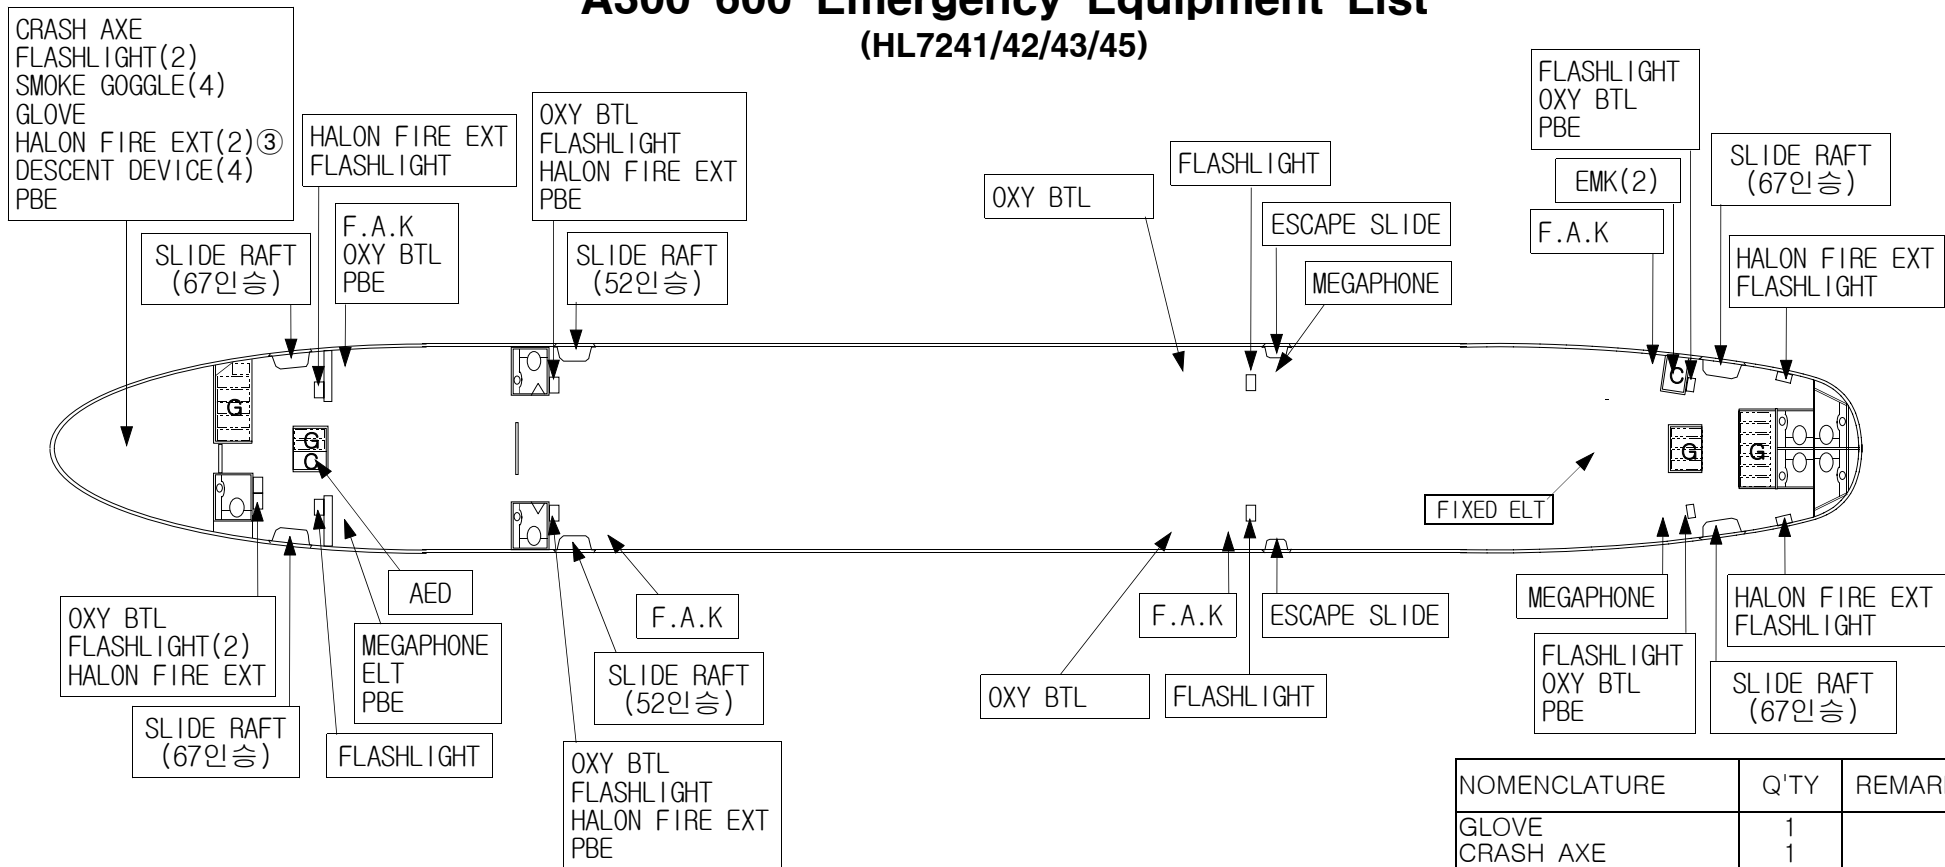 A300 600 Emergency Equipment List
(HL7241/42/43/45)
CRASH AXE
FLASHLIGHT(2)
SMOKE GOGGLE(4)
GLOVE
HALON FIRE EXT(2)③
DESCENT DEVICE(4)
PBE
HALON FIRE EXT
FLASHLIGHT
OXY BTL
FLASHLIGHT
HALON FIRE EXT
PBE
F.A.K
OXY BTL
PBE
SLIDE RAFT
(67인승)
SLIDE RAFT
(52인승)
OXY BTL
FLASHLIGHT
ESCAPE SLIDE
MEGAPHONE
FLASHLIGHT
OXY BTL
PBE
EMK(2)
F.A.K
SLIDE RAFT
(67인승)
HALON FIRE EXT
FLASHLIGHT
G
G
C
C
G
G
FIXED ELT
OXY BTL
FLASHLIGHT(2)
HALON FIRE EXT
SLIDE RAFT
(67인승)
AED
MEGAPHONE
ELT
PBE
FLASHLIGHT
F.A.K
SLIDE RAFT
(52인승)
OXY BTL
FLASHLIGHT
HALON FIRE EXT
PBE
OXY BTL
F.A.K
FLASHLIGHT
ESCAPE SLIDE
MEGAPHONE
FLASHLIGHT
OXY BTL
PBE
HALON FIRE EXT
FLASHLIGHT
SLIDE RAFT
(67인승)
NOMENCLATURE Q'TY
GLOVE 1
CRASH AXE 1